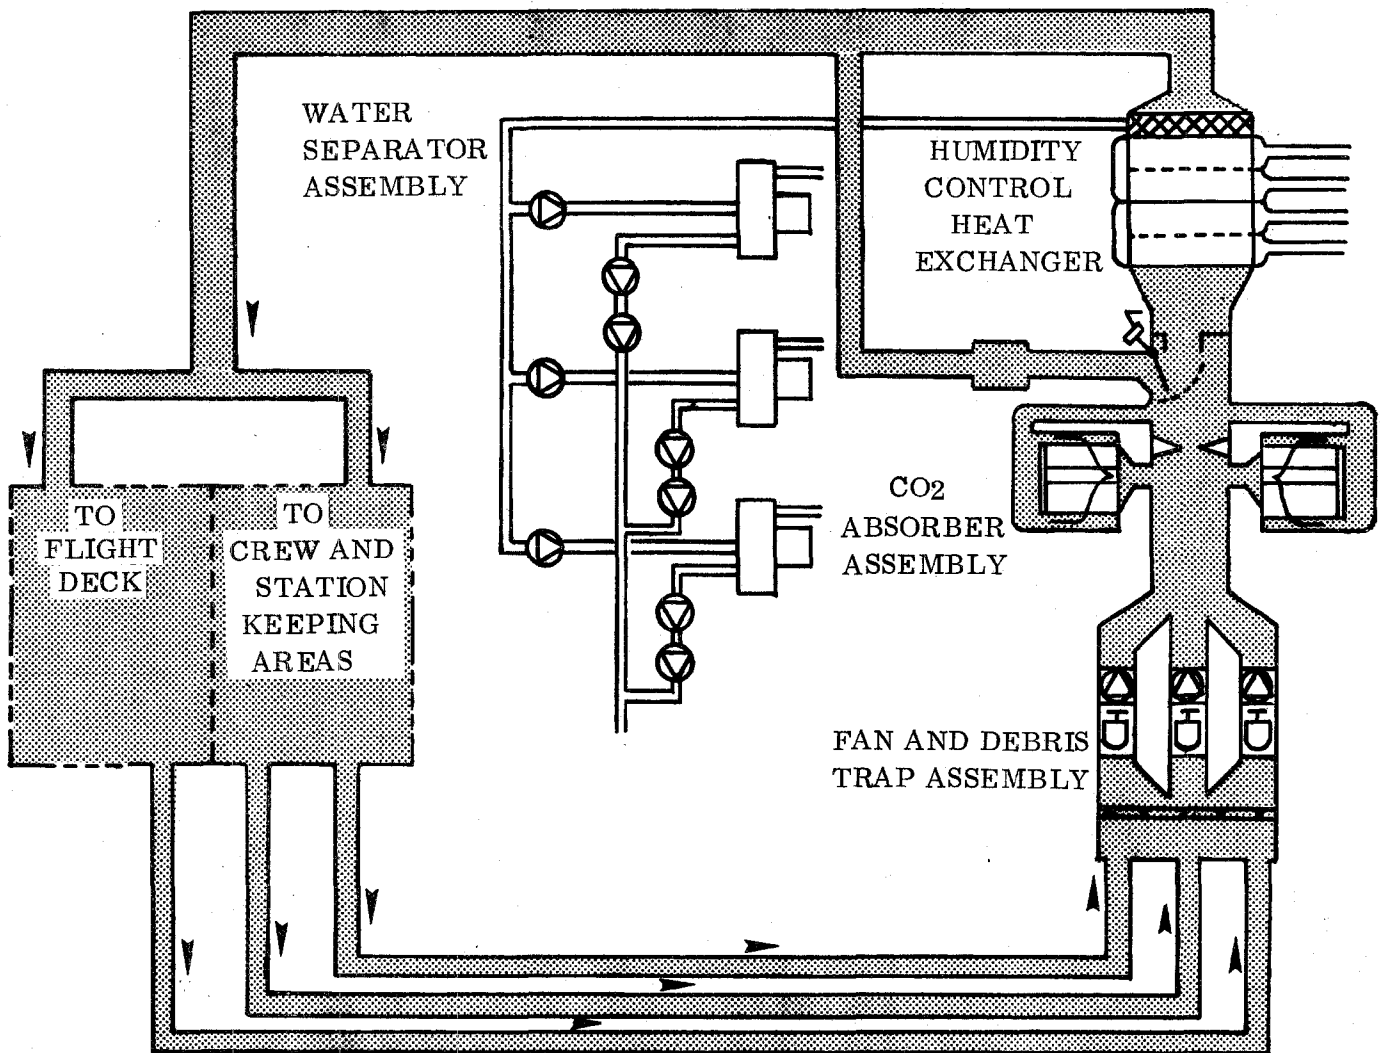 WATER
SEPARATOR
ASSEMBLY
HUMIDITY
CONTROL
HEAT
EXCHANGER
CO2
ABSORBER
ASSEMBLY
TO
FLIGHT
DECK
TO
CREW AND
STATION
KEEPING
AREAS
FAN AND DEBRIS
TRAP ASSEMBLY